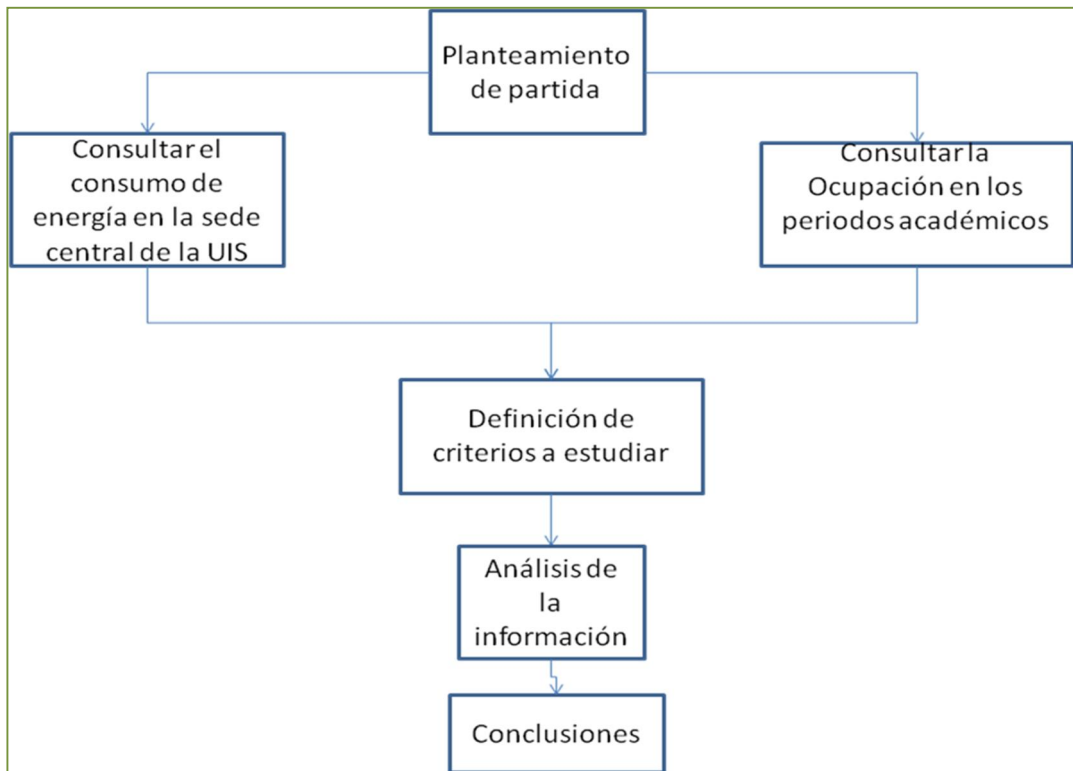 Planteamiento
de partida
Consultar el
consumo de
energía en la sede
central de la UIS
Consultar la
Ocupación en los
periodos académicos
Definición de
criterios a estudiar
Análisis de
la
información
Conclusiones